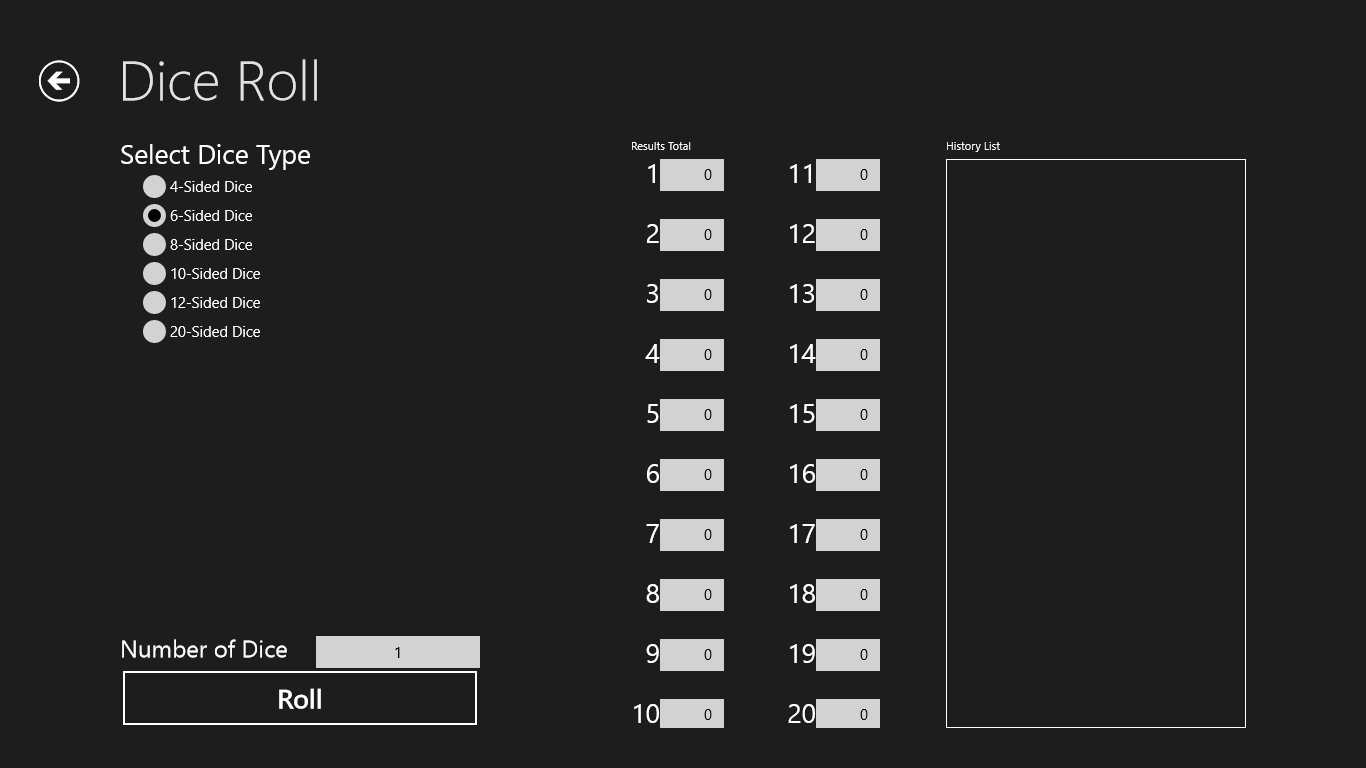 Dice Roll
Select Dice Type
4-Sided Dice
6-Sided Dice
8-Sided Dice
10-Sided Dice
12-Sided Dice
20-Sided Dice
Number of Dice 1
Roll
Results Total
1 0 11 0
2 0 12 0
3 0 13 0
4 0 14 0
5 0 15 0
6 0 16 0
7 0 17 0
8 0 18 0
9 0 19 0
10 0 20 0
History List